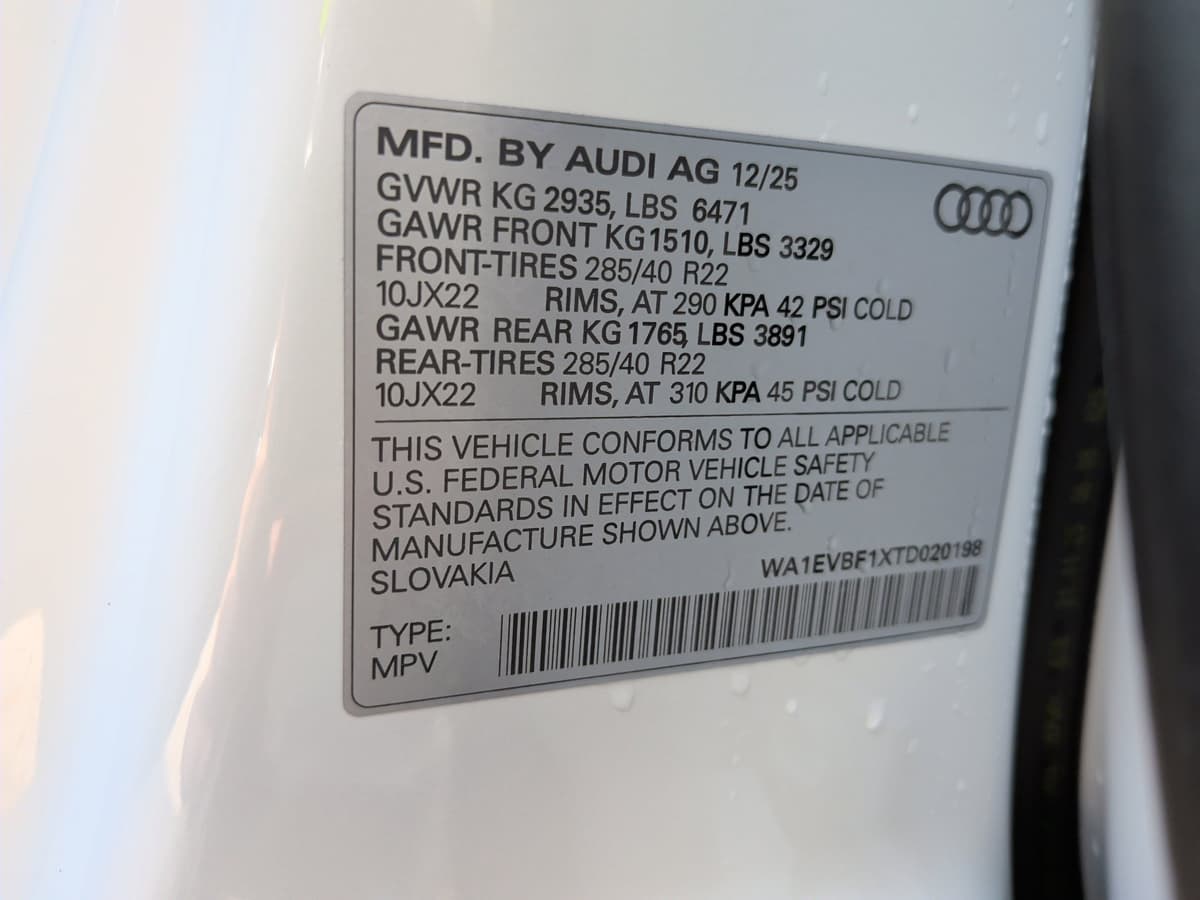 MFD. BY AUDI AG 12/25
GVWR KG 2935, LBS 6471
GAWR FRONT KG1510, LBS 3329
FRONT-TIRES 285/40 R22
10JX22 RIMS, AT 290 KPA 42 PSI COLD
GAWR REAR KG 1765, LBS 3891
REAR-TIRES 285/40 R22
10JX22 RIMS, AT 310 KPA 45 PSI COLD
THIS VEHICLE CONFORMS TO ALL APPLICABLE
U.S. FEDERAL MOTOR VEHICLE SAFETY
STANDARDS IN EFFECT ON THE DATE OF
MANUFACTURE SHOWN ABOVE.
SLOVAKIA WA1EVBF1XTD020198
TYPE:
MPV